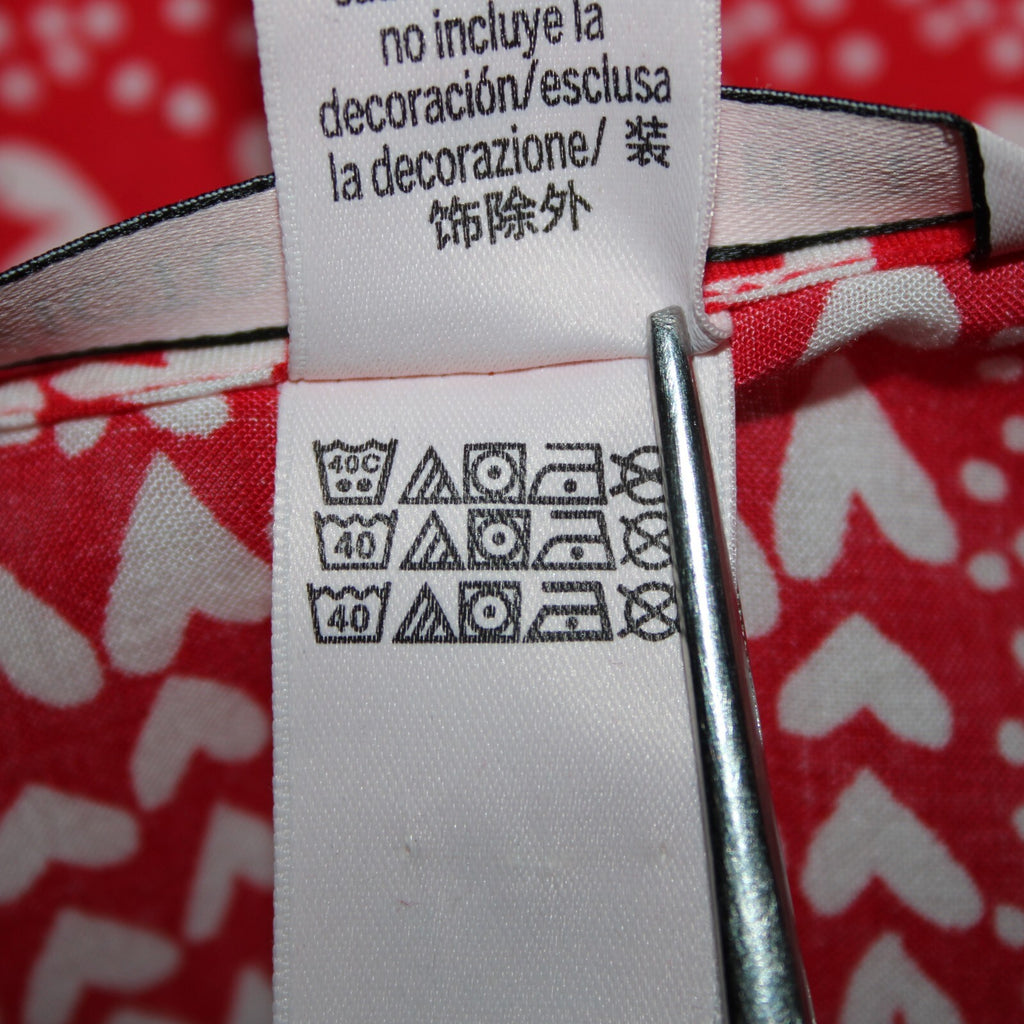 no incluye la
decoración/esclusa
la decorazione/ 装
饰除外
40C
40
40